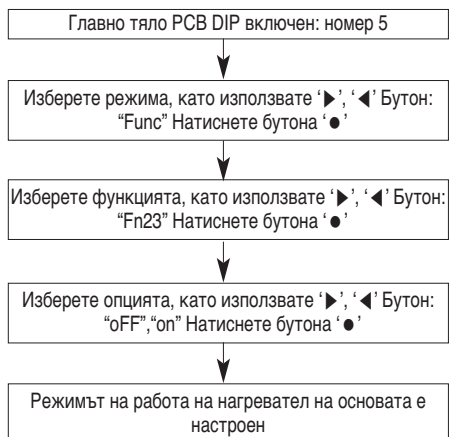 Главно тяло PCB DIP включен: номер 5
Изберете режима, като използвате ‘▶’, ‘◀’ Бутон:
“Func” Натиснете бутона ‘●’
Изберете функцията, като използвате ‘▶’, ‘◀’ Бутон:
“Fn23” Натиснете бутона ‘●’
Изберете опцията, като използвате ‘▶’, ‘◀’ Бутон:
“oFF”,“on” Натиснете бутона ‘●’
Режимът на работа на нагревател на основата е
настроен